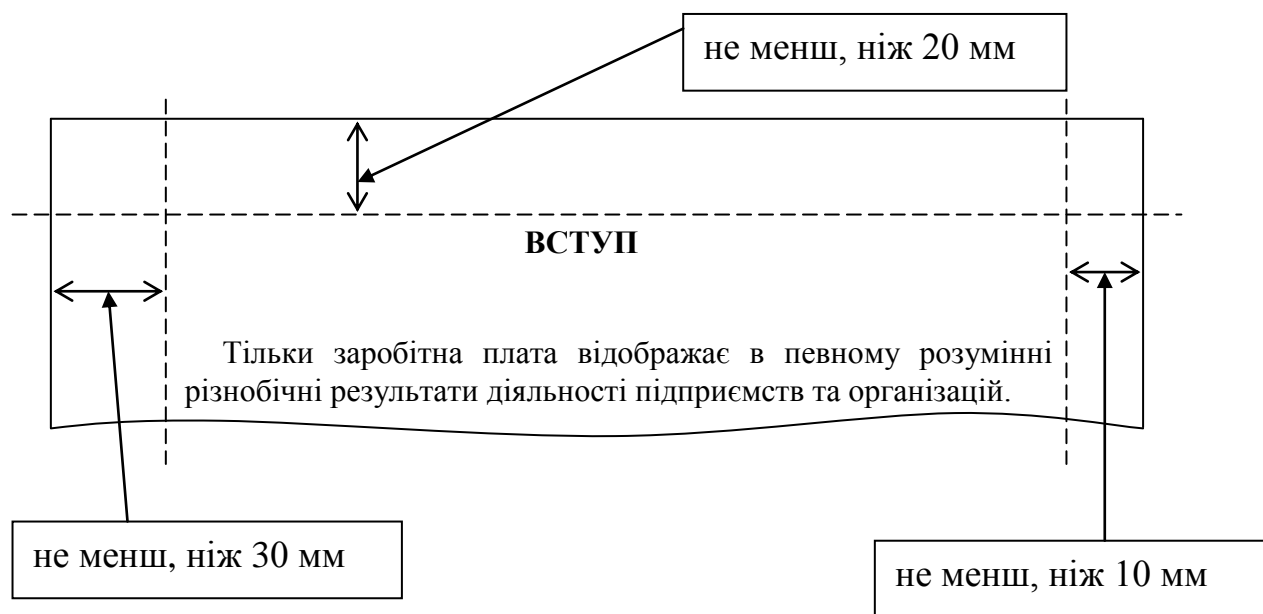 не менш, ніж 20 мм
ВСТУП
Тільки заробітна плата відображає в певному розумінні
різнобічні результати діяльності підприємств та організацій.
не менш, ніж 30 мм
не менш, ніж 10 мм